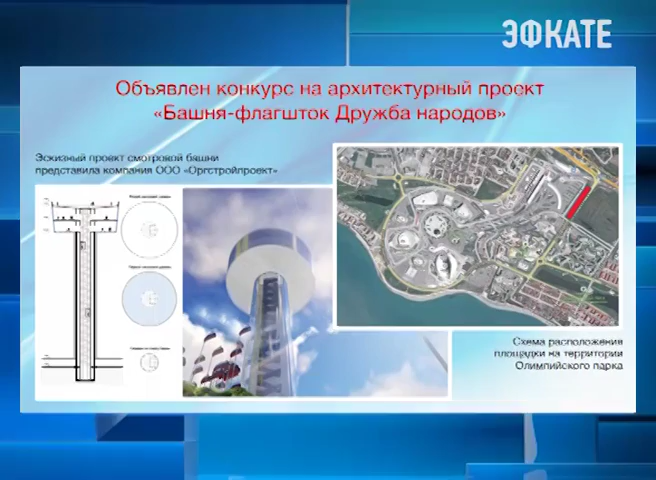 ЭФКАТЕ
Объявлен конкурс на архитектурный проект
«Башня-флагшток Дружба народов»
Эскизный проект смотровой башни
представила компания ООО «Оргстройпроект»
Схема расположения
площадки на территории
Олимпийского парка